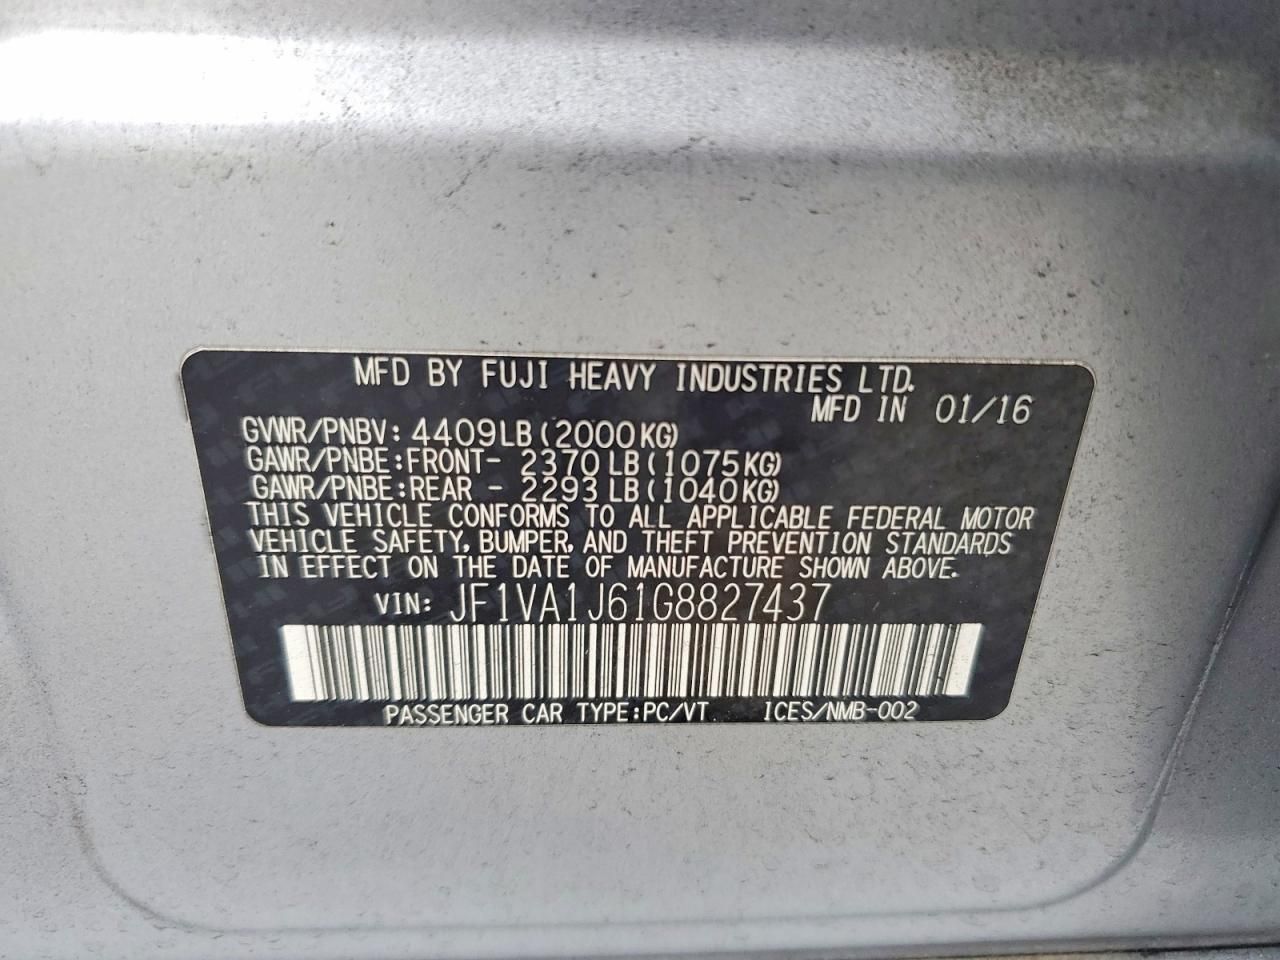 MFD BY FUJI HEAVY INDUSTRIES LTD.
MFD IN 01/16
GVWR/PNBV: 4409LB(2000KG)
GAWR/PNBE:FRONT- 2370LB(1075KG)
GAWR/PNBE:REAR - 2293LB(1040KG)
THIS VEHICLE CONFORMS TO ALL APPLICABLE FEDERAL MOTOR
VEHICLE SAFETY, BUMPER, AND THEFT PREVENTION STANDARDS
IN EFFECT ON THE DATE OF MANUFACTURE SHOWN ABOVE.
VIN: JF1VA1J61G8827437
PASSENGER CAR TYPE:PC/VT ICES/NMB-002